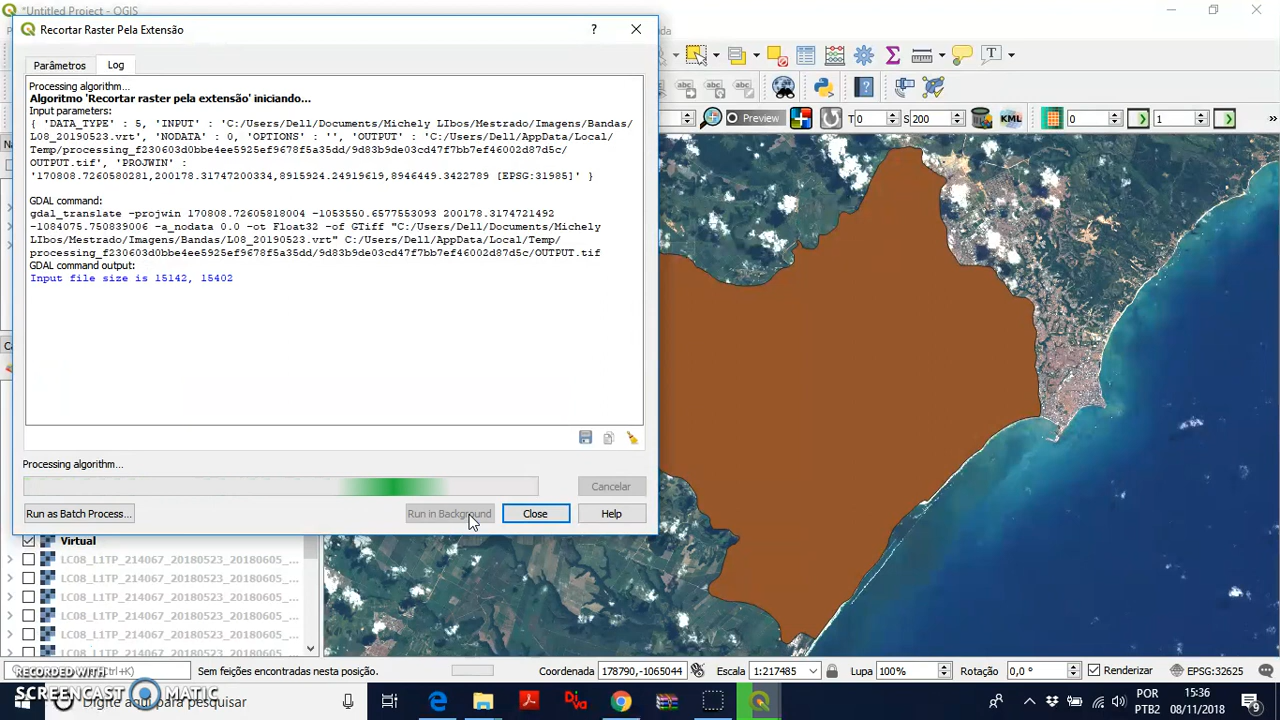 *Untitled Project - QGIS
Recortar Raster Pela Extensão
?
Parâmetros
Log
Processing algorithm...
Algoritmo 'Recortar raster pela extensão' iniciando...
Input parameters:
{ 'DATA_TYPE' : 5, 'INPUT' : 'C:/Users/Dell/Documents/Michely LIbos/Mestrado/Imagens/Bandas/
L08_20190523.vrt', 'NODATA' : 0, 'OPTIONS' : '', 'OUTPUT' : 'C:/Users/Dell/AppData/Local/
Temp/processing_f230603d0bbe4ee5925ef9678f5a35dd/9d83b9de03cd47f7bb7ef46002d87d5c/
OUTPUT.tif', 'PROJWIN' :
'170808.7260580281,200178.31747200334,8915924.24919619,8946449.3422789 [EPSG:31985]' }
GDAL command:
gdal_translate -projwin 170808.72605818004 -1053550.6577553093 200178.3174721492
-1084075.750839006 -a_nodata 0.0 -ot Float32 -of GTiff "C:/Users/Dell/Documents/Michely
LIbos/Mestrado/Imagens/Bandas/L08_20190523.vrt" C:/Users/Dell/AppData/Local/Temp/
processing_f230603d0bbe4ee5925ef9678f5a35dd/9d83b9de03cd47f7bb7ef46002d87d5c/OUTPUT.tif
GDAL command output:
Input file size is 15142, 15402
Processing algorithm...
Cancelar
Run as Batch Process...
Run in Background
Close
Help
abc abc abc
Preview
T 0
S 200
KML
0
1
»
Virtual
LC08_L1TP_214067_20180523_20180605_...
LC08_L1TP_214067_20180523_20180605_...
LC08_L1TP_214067_20180523_20180605_...
LC08_L1TP_214067_20180523_20180605_...
LC08_L1TP_214067_20180523_20180605_...
LC08_L1TP_214067_20180523_20180605_...
Sem feições encontradas nesta posição.
Coordenada 178790,-1065044
Escala 1:217485
Lupa 100%
Rotação 0,0 °
Renderizar
EPSG:32625
RECORDED WITH
SCREENCAST MATIC
Digite aqui para pesquisar
POR
PTB2
15:36
08/11/2018
9